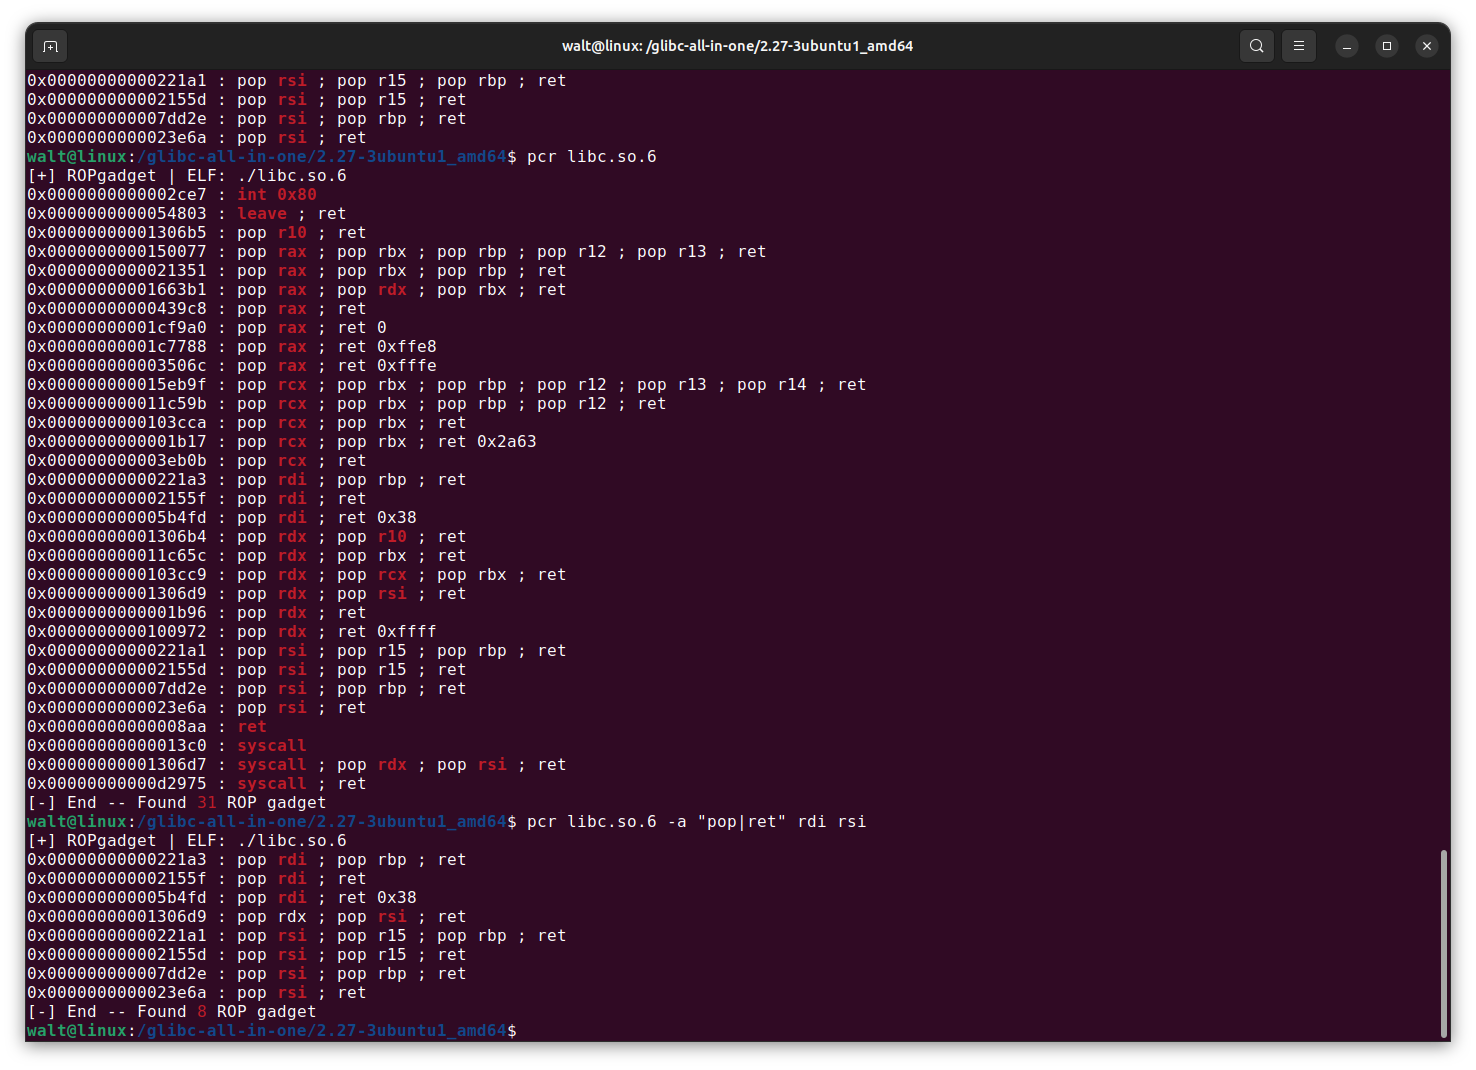 walt@linux: /glibc-all-in-one/2.27-3ubuntu1_amd64
0x00000000000221a1 : pop rsi ; pop r15 ; pop rbp ; ret
0x000000000002155d : pop rsi ; pop r15 ; ret
0x000000000007dd2e : pop rsi ; pop rbp ; ret
0x0000000000023e6a : pop rsi ; ret
walt@linux:/glibc-all-in-one/2.27-3ubuntu1_amd64$ pcr libc.so.6
[+] ROPgadget | ELF: ./libc.so.6
0x0000000000002ce7 : int 0x80
0x0000000000054803 : leave ; ret
0x00000000001306b5 : pop r10 ; ret
0x0000000000150077 : pop rax ; pop rbx ; pop rbp ; pop r12 ; pop r13 ; ret
0x0000000000021351 : pop rax ; pop rbx ; pop rbp ; ret
0x00000000001663b1 : pop rax ; pop rdx ; pop rbx ; ret
0x00000000000439c8 : pop rax ; ret
0x00000000001cf9a0 : pop rax ; ret 0
0x00000000001c7788 : pop rax ; ret 0xffe8
0x000000000003506c : pop rax ; ret 0xfffe
0x000000000015eb9f : pop rcx ; pop rbx ; pop rbp ; pop r12 ; pop r13 ; pop r14 ; ret
0x000000000011c59b : pop rcx ; pop rbx ; pop rbp ; pop r12 ; ret
0x0000000000103cca : pop rcx ; pop rbx ; ret
0x0000000000001b17 : pop rcx ; pop rbx ; ret 0x2a63
0x000000000003eb0b : pop rcx ; ret
0x00000000000221a3 : pop rdi ; pop rbp ; ret
0x000000000002155f : pop rdi ; ret
0x000000000005b4fd : pop rdi ; ret 0x38
0x00000000001306b4 : pop rdx ; pop r10 ; ret
0x000000000011c65c : pop rdx ; pop rbx ; ret
0x0000000000103cc9 : pop rdx ; pop rcx ; pop rbx ; ret
0x00000000001306d9 : pop rdx ; pop rsi ; ret
0x0000000000001b96 : pop rdx ; ret
0x0000000000100972 : pop rdx ; ret 0xffff
0x00000000000221a1 : pop rsi ; pop r15 ; pop rbp ; ret
0x000000000002155d : pop rsi ; pop r15 ; ret
0x000000000007dd2e : pop rsi ; pop rbp ; ret
0x0000000000023e6a : pop rsi ; ret
0x00000000000008aa : ret
0x00000000000013c0 : syscall
0x00000000001306d7 : syscall ; pop rdx ; pop rsi ; ret
0x00000000000d2975 : syscall ; ret
[-] End -- Found 31 ROP gadget
walt@linux:/glibc-all-in-one/2.27-3ubuntu1_amd64$ pcr libc.so.6 -a "pop|ret" rdi rsi
[+] ROPgadget | ELF: ./libc.so.6
0x00000000000221a3 : pop rdi ; pop rbp ; ret
0x000000000002155f : pop rdi ; ret
0x000000000005b4fd : pop rdi ; ret 0x38
0x00000000001306d9 : pop rdx ; pop rsi ; ret
0x00000000000221a1 : pop rsi ; pop r15 ; pop rbp ; ret
0x000000000002155d : pop rsi ; pop r15 ; ret
0x000000000007dd2e : pop rsi ; pop rbp ; ret
0x0000000000023e6a : pop rsi ; ret
[-] End -- Found 8 ROP gadget
walt@linux:/glibc-all-in-one/2.27-3ubuntu1_amd64$